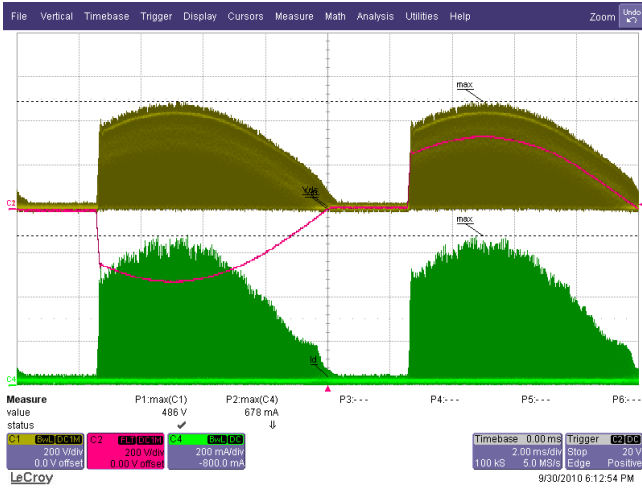 File Vertical Timebase Trigger Display Cursors Measure Math Analysis Utilities Help Zoom Undo
max
Vds
C2
max
Id
C4
Measure P1:max(C1) P2:max(C4) P3:- - - P4:- - - P5:- - - P6:- - -
value 486 V 678 mA
status
C1 BwL DC1M C2 FLT DC1M C4 BwL DC Timebase 0.00 ms Trigger C2 DC
200 V/div 200 V/div 200 mA/div 2.00 ms/div Stop 20 V
0.0 V offset 0.00 V offset -800.0 mA 100 kS 5.0 MS/s Edge Positive
LeCroy 9/30/2010 6:12:54 PM